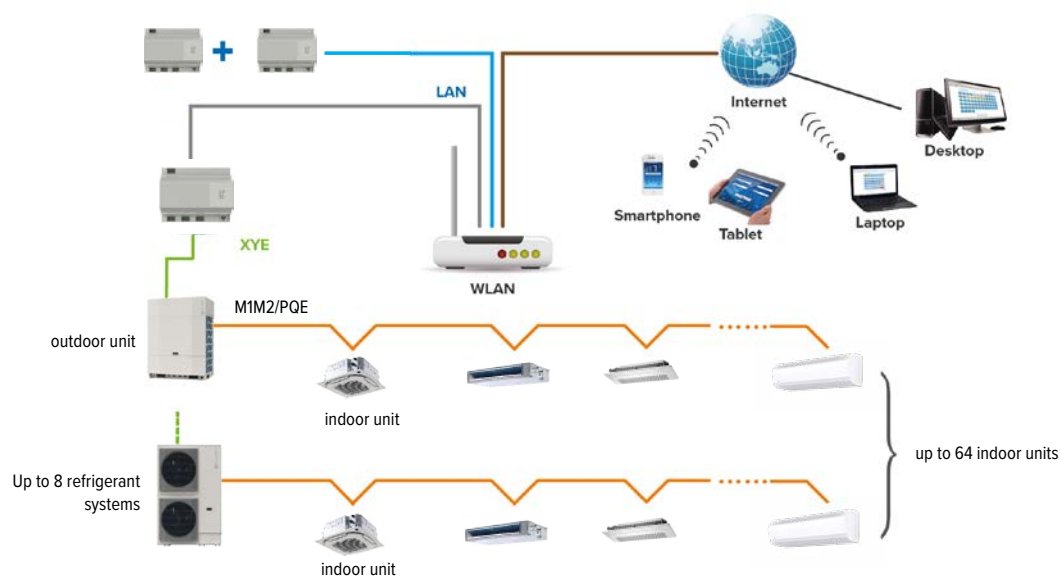 +
LAN
Internet
Desktop
Smartphone
Tablet
Laptop
XYE
WLAN
M1M2/PQE
outdoor unit
indoor unit
up to 64 indoor units
Up to 8 refrigerant
systems
indoor unit